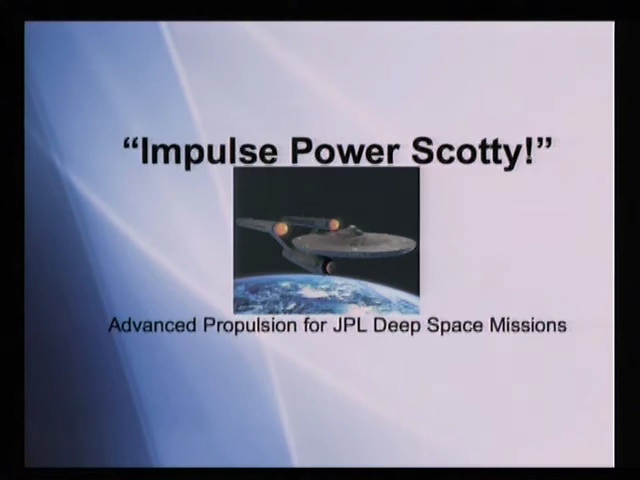 “Impulse Power Scotty!”
Advanced Propulsion for JPL Deep Space Missions